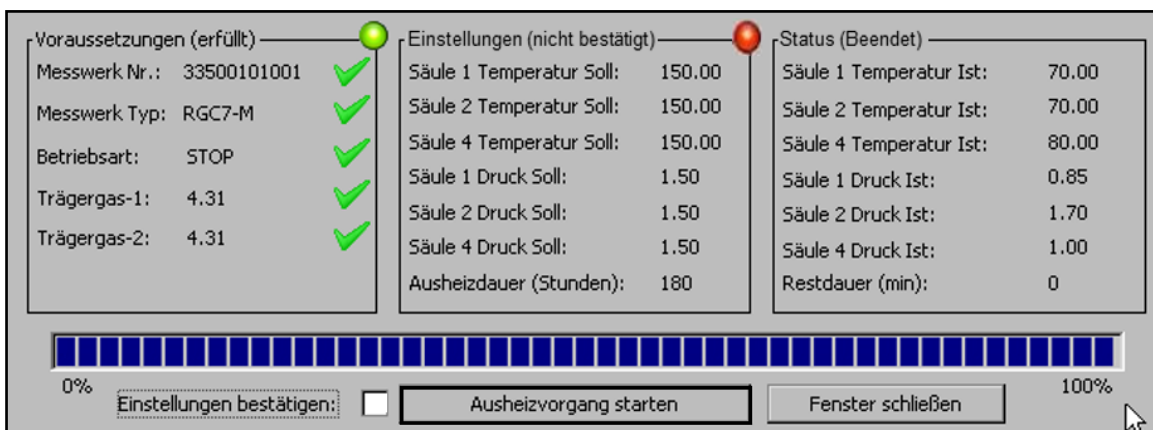 Voraussetzungen (erfüllt)
Messwerk Nr.: 33500101001
Messwerk Typ: RGC7-M
Betriebsart: STOP
Trägergas-1: 4.31
Trägergas-2: 4.31
Einstellungen (nicht bestätigt)
Säule 1 Temperatur Soll: 150.00
Säule 2 Temperatur Soll: 150.00
Säule 4 Temperatur Soll: 150.00
Säule 1 Druck Soll: 1.50
Säule 2 Druck Soll: 1.50
Säule 4 Druck Soll: 1.50
Ausheizdauer (Stunden): 180
Status (Beendet)
Säule 1 Temperatur Ist: 70.00
Säule 2 Temperatur Ist: 70.00
Säule 4 Temperatur Ist: 80.00
Säule 1 Druck Ist: 0.85
Säule 2 Druck Ist: 1.70
Säule 4 Druck Ist: 1.00
Restdauer (min): 0
0%
100%
Einstellungen bestätigen:
Ausheizvorgang starten
Fenster schließen